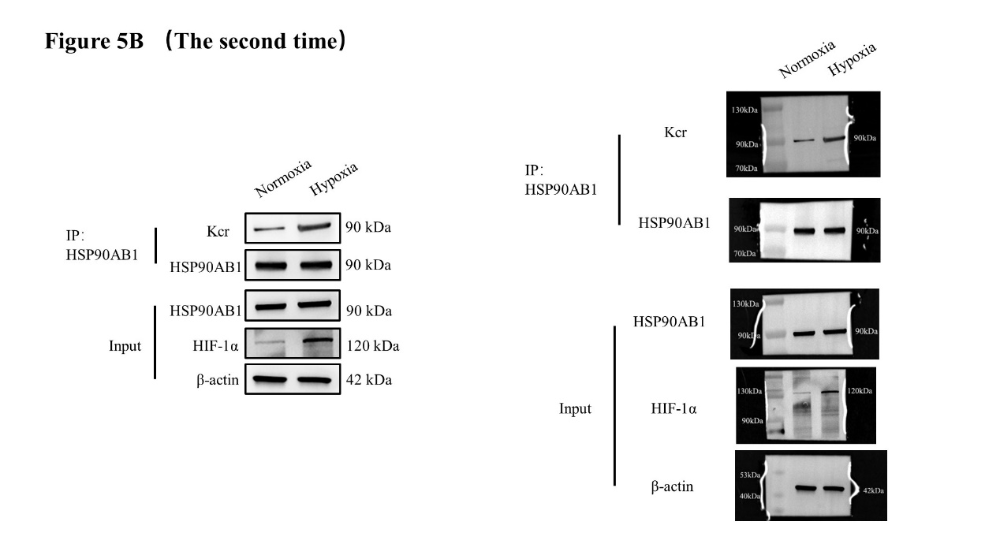 Figure 5B （The second time）
Normoxia
Hypoxia
IP:
HSP90AB1
Kcr
90 kDa
HSP90AB1
90 kDa
Input
HSP90AB1
90 kDa
HIF-1α
120 kDa
β-actin
42 kDa
Normoxia
Hypoxia
IP:
HSP90AB1
Kcr
130kDa
90kDa
90kDa
70kDa
HSP90AB1
90kDa
90kDa
70kDa
Input
HSP90AB1
130kDa
90kDa
90kDa
HIF-1α
130kDa
120kDa
90kDa
β-actin
53kDa
42kDa
40kDa